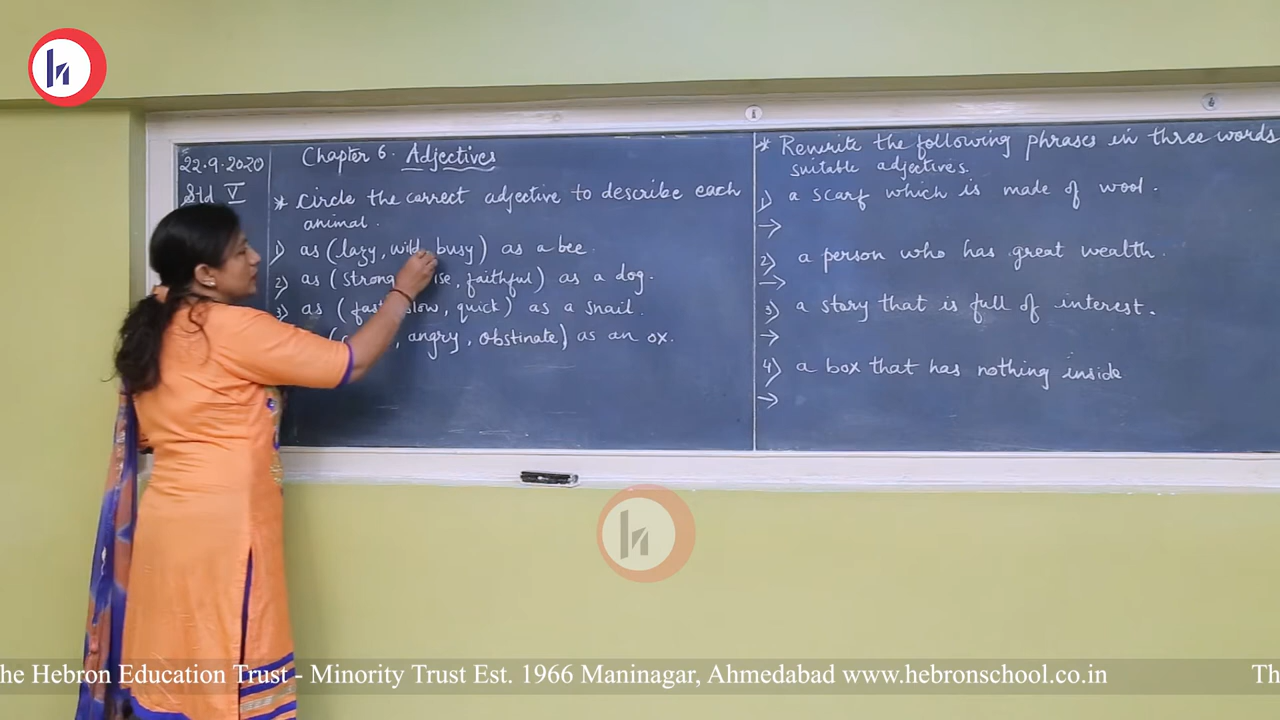 22.9.2020
Std V
Chapter 6. Adjectives
* Circle the correct adjective to describe each
animal.
1) as (lazy, wild, busy) as a bee.
2) as (strong, faithful) as a dog.
3) as (fast, slow, quick) as a snail.
angry, obstinate) as an ox.
* Rewrite the following phrases in three words
suitable adjectives.
1) a scarf which is made of wool.
→
2) a person who has great wealth.
→
3) a story that is full of interest.
→
4) a box that has nothing inside
→
he Hebron Education Trust - Minority Trust Est. 1966 Maninagar, Ahmedabad www.hebronschool.co.in Th